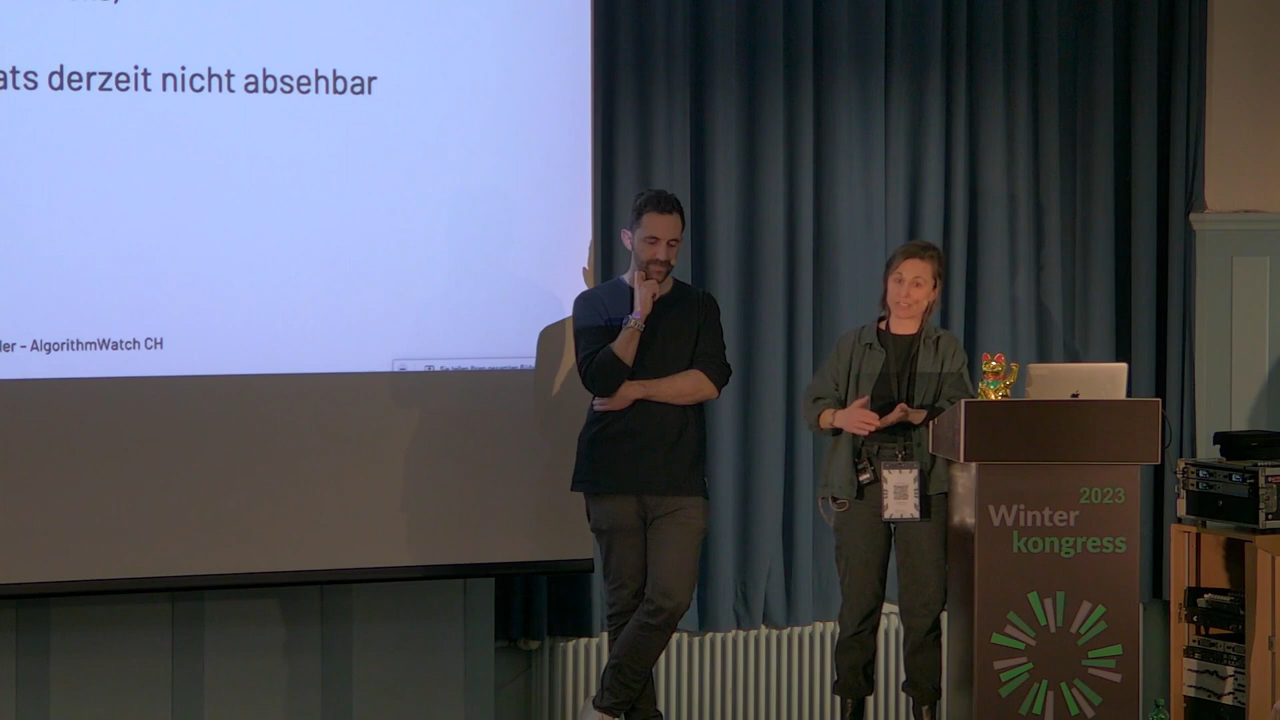 ats derzeit nicht absehbar
ler – AlgorithmWatch CH
2023
Winter
kongress